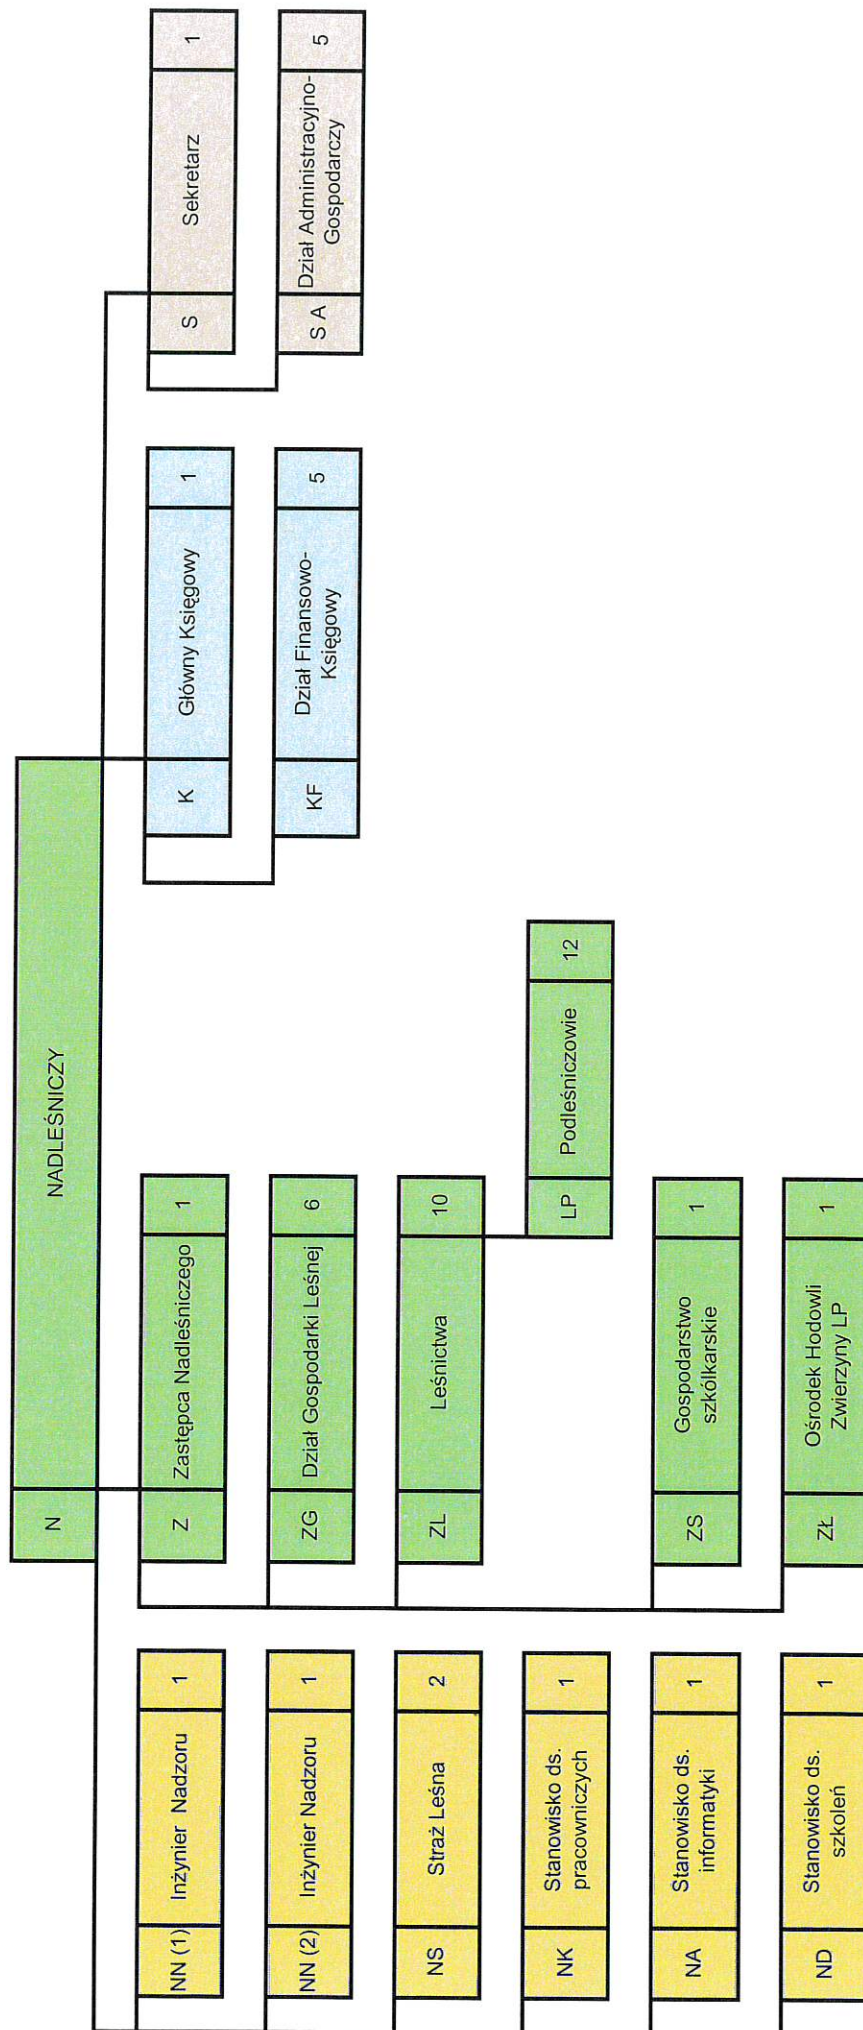 N
NADLEŚNICZY
NN (1)
Inżynier Nadzoru
1
NN (2)
Inżynier Nadzoru
1
NS
Straż Leśna
2
NK
Stanowisko ds.
pracowniczych
1
NA
Stanowisko ds.
informatyki
1
ND
Stanowisko ds.
szkoleń
1
Z
Zastępca Nadleśniczego
1
ZG
Dział Gospodarki Leśnej
6
ZL
Leśnictwa
10
LP
Podleśniczowie
12
ZS
Gospodarstwo
szkólkarskie
1
ZŁ
Ośrodek Hodowli
Zwierzyny LP
1
K
Główny Księgowy
1
KF
Dział Finansowo-
Księgowy
5
S
Sekretarz
1
S A
Dział Administracyjno-
Gospodarczy
5